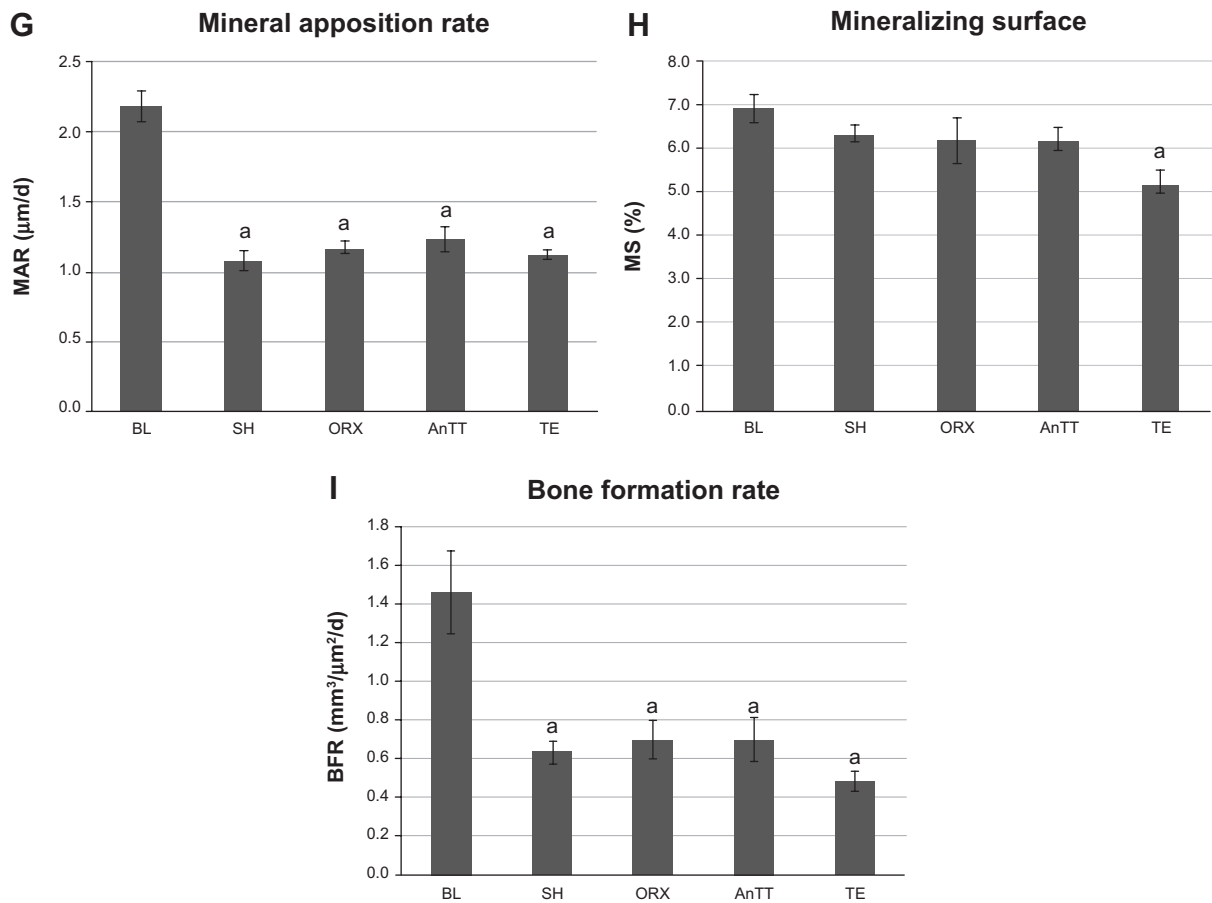 G Mineral apposition rate
MAR (μm/d)
2.5
2.0
1.5
1.0
0.5
0.0
a a a a
BL SH ORX AnTT TE
H Mineralizing surface
MS (%)
8.0
7.0
6.0
5.0
4.0
3.0
2.0
1.0
0.0
a
BL SH ORX AnTT TE
I Bone formation rate
BFR (mm³/μm²/d)
1.8
1.6
1.4
1.2
1.0
0.8
0.6
0.4
0.2
0.0
a a a a
BL SH ORX AnTT TE